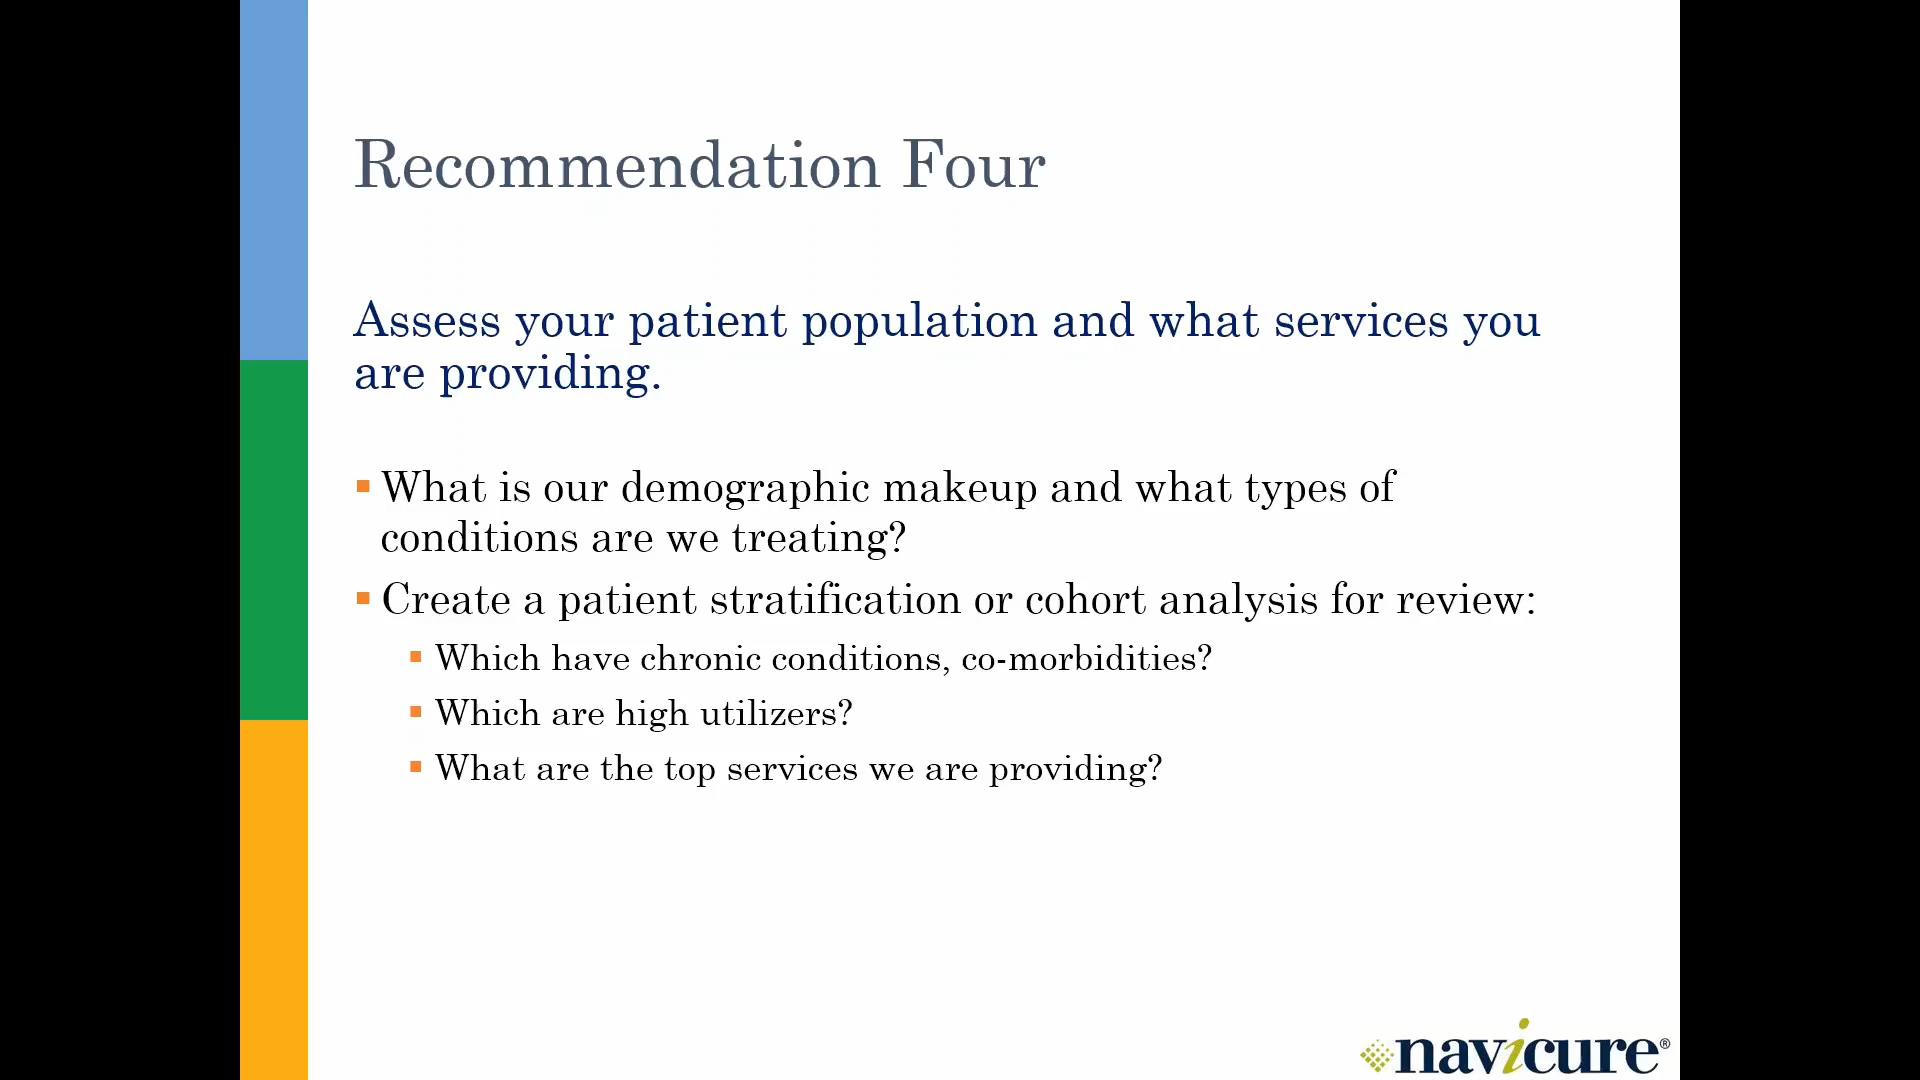 Recommendation Four
Assess your patient population and what services you
are providing.
What is our demographic makeup and what types of
conditions are we treating?
Create a patient stratification or cohort analysis for review:
Which have chronic conditions, co-morbidities?
Which are high utilizers?
What are the top services we are providing?
navicure®